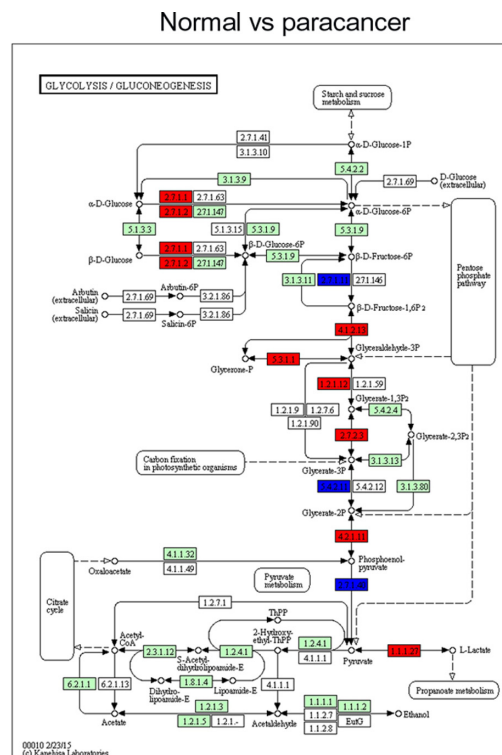 Normal vs paracancer
GLYCOLYSIS / GLUCONEOGENESIS
Starch and sucrose
metabolism
2.7.1.41
3.1.3.10
α-D-Glucose-1P
5.4.2.2
3.1.3.9
D-Glucose
(extracellular)
2.7.1.69
α-D-Glucose
2.7.1.1
2.7.1.63
2.7.1.2
2.7.1.147
α-D-Glucose-6P
5.1.3.3
5.1.3.15
5.3.1.9
5.3.1.9
2.7.1.1
2.7.1.63
2.7.1.2
2.7.1.147
β-D-Glucose
β-D-Glucose-6P
5.3.1.9
β-D-Fructose-6P
Pentose
phosphate
pathway
Arbutin
(extracellular)
2.7.1.69
Arbutin-6P
3.2.1.86
3.1.3.11
2.7.1.146
Salicin
(extracellular)
2.7.1.69
Salicin-6P
3.2.1.86
β-D-Fructose-1,6P2
4.1.2.13
Glyceraldehyde-3P
5.3.1.1
Glycerone-P
1.2.1.12
1.2.1.59
1.2.1.9
1.2.7.6
1.2.1.90
Glycerate-1,3P2
5.4.2.4
2.7.2.3
Glycerate-2,3P2
Carbon fixation
in photosynthetic organisms
3.1.3.13
Glycerate-3P
5.4.2.12
3.1.3.80
Glycerate-2P
4.2.1.11
4.1.1.32
4.1.1.49
Oxaloacetate
Phosphoenol-
pyruvate
Citrate
cycle
Pyruvate
metabolism
1.2.7.1
ThPP
Acetyl-
CoA
2-Hydroxy-
ethyl-ThPP
2.3.1.12
1.2.4.1
1.2.4.1
4.1.1.1
Pyruvate
1.1.1.27
L-Lactate
S-Acetyl-
dihydrolipoamide-E
6.2.1.1
6.2.1.13
Dihydro-
lipoamide-E
1.8.1.4
Lipoamide-E
4.1.1.1
Propanoate metabolism
Acetate
1.2.1.3
1.2.1.5
1.2.1.-
Acetaldehyde
1.1.1.1
1.1.1.2
1.1.2.7
EutG
1.1.2.8
Ethanol
00010 2/23/15
(c) Kanehisa Laboratories